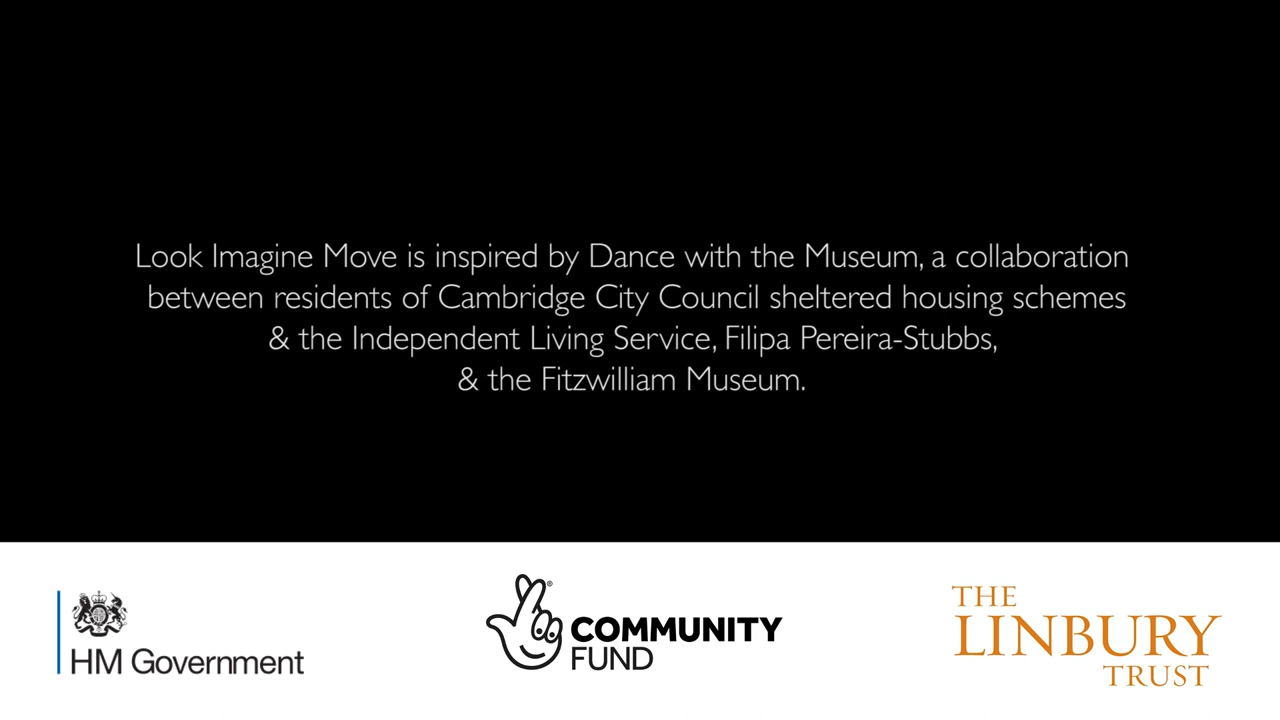 Look Imagine Move is inspired by Dance with the Museum, a collaboration
between residents of Cambridge City Council sheltered housing schemes
& the Independent Living Service, Filipa Pereira-Stubbs,
& the Fitzwilliam Museum.
HM Government
COMMUNITY
FUND
THE
LINBURY
TRUST